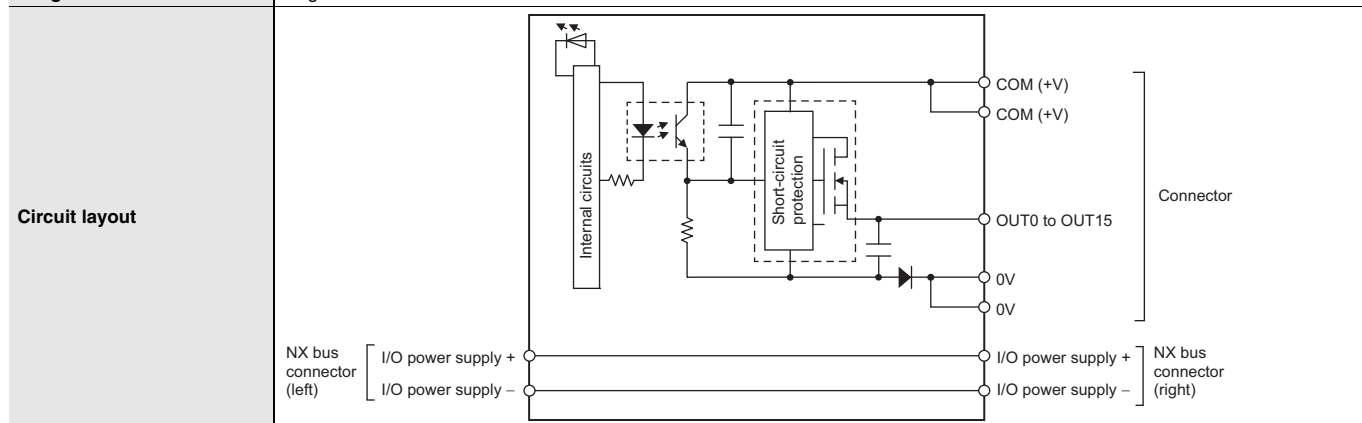 Circuit layout
Internal circuits
Short-circuit
protection
COM (+V)
COM (+V)
OUT0 to OUT15
0V
0V
Connector
NX bus
connector
(left)
I/O power supply +
I/O power supply –
I/O power supply +
I/O power supply –
NX bus
connector
(right)